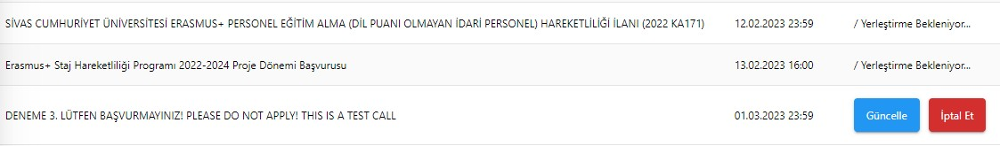 SİVAS CUMHURİYET ÜNİVERSİTESİ ERASMUS+ PERSONEL EĞİTİM ALMA (DİL PUANI OLMAYAN İDARİ PERSONEL) HAREKETLİLİĞİ İLANI (2022 KA171) 12.02.2023 23:59 / Yerleştirme Bekleniyor...
Erasmus+ Staj Hareketliliği Programı 2022-2024 Proje Dönemi Başvurusu 13.02.2023 16:00 / Yerleştirme Bekleniyor...
DENEME 3. LÜTFEN BAŞVURMAYINIZ! PLEASE DO NOT APPLY! THIS IS A TEST CALL 01.03.2023 23:59 Güncelle İptal Et